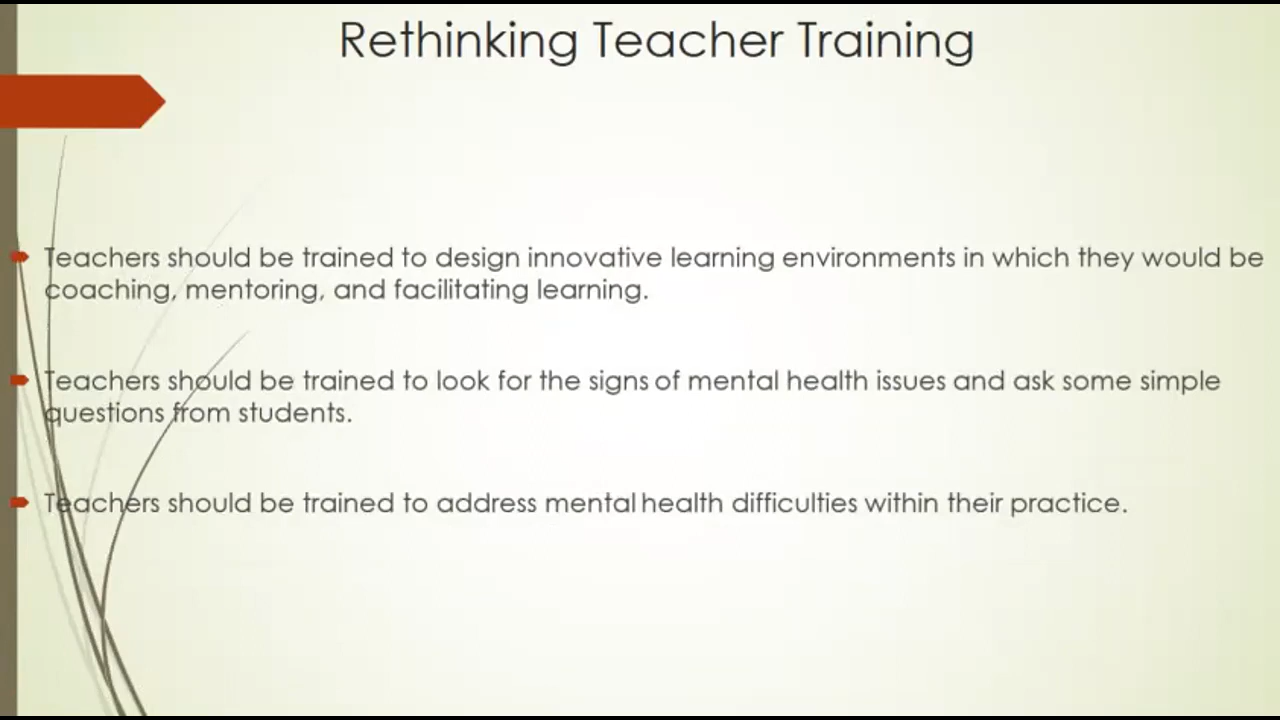 Rethinking Teacher Training
Teachers should be trained to design innovative learning environments in which they would be
coaching, mentoring, and facilitating learning.
Teachers should be trained to look for the signs of mental health issues and ask some simple
questions from students.
Teachers should be trained to address mental health difficulties within their practice.